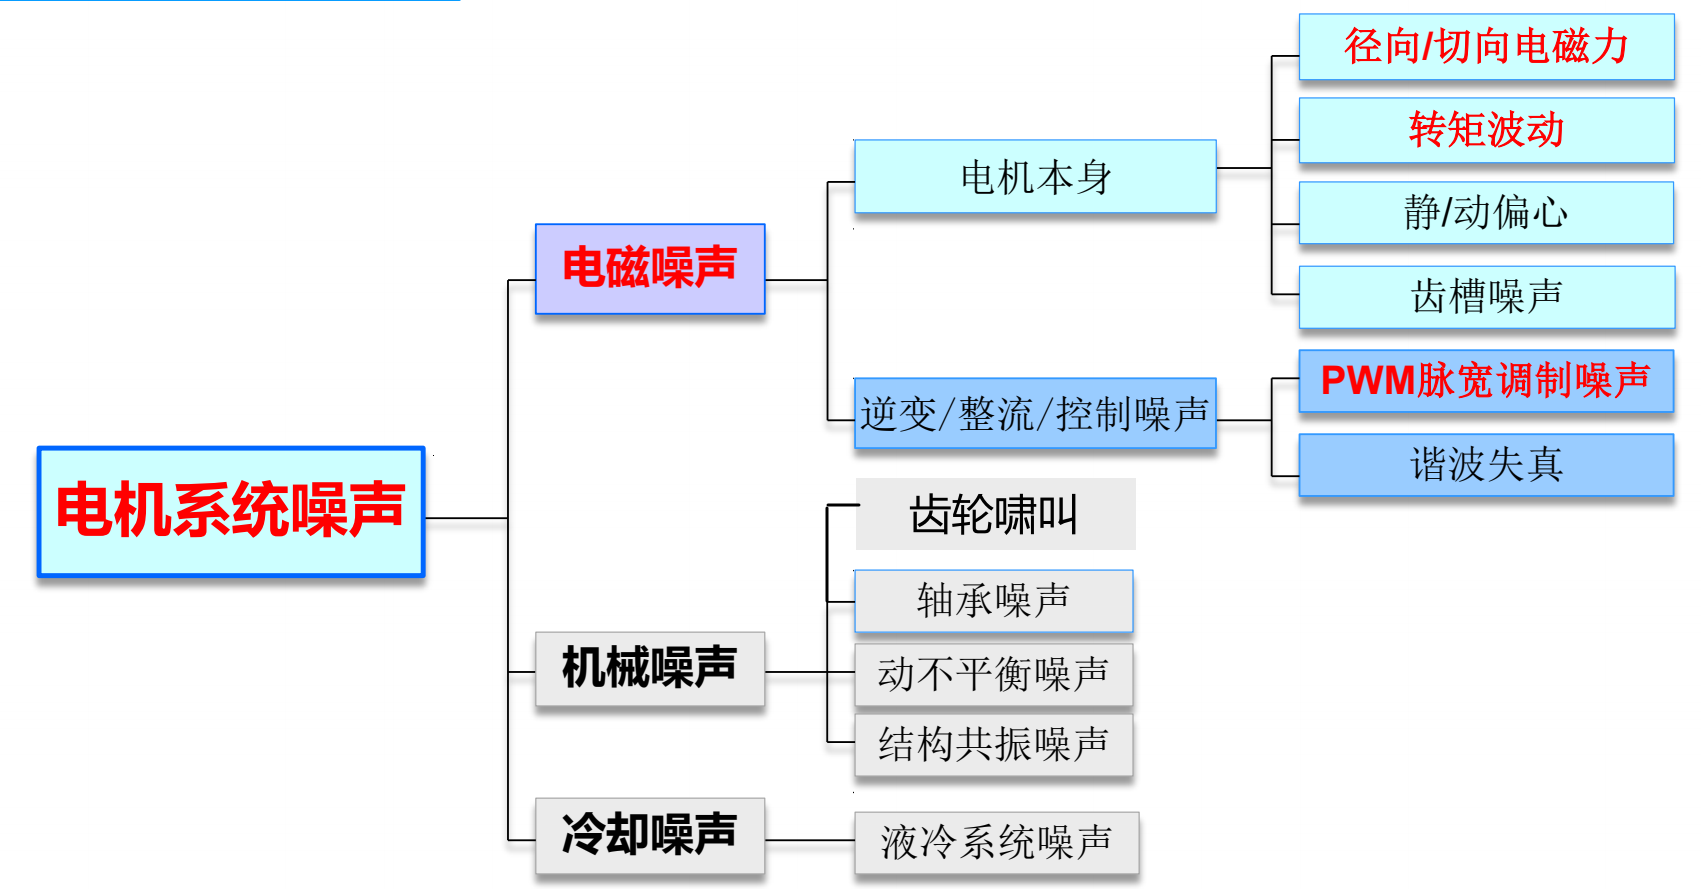 径向/切向电磁力
转矩波动
电机本身
静/动偏心
电磁噪声
齿槽噪声
PWM脉宽调制噪声
逆变/整流/控制噪声
谐波失真
电机系统噪声
齿轮啸叫
轴承噪声
机械噪声
动不平衡噪声
结构共振噪声
冷却噪声
液冷系统噪声